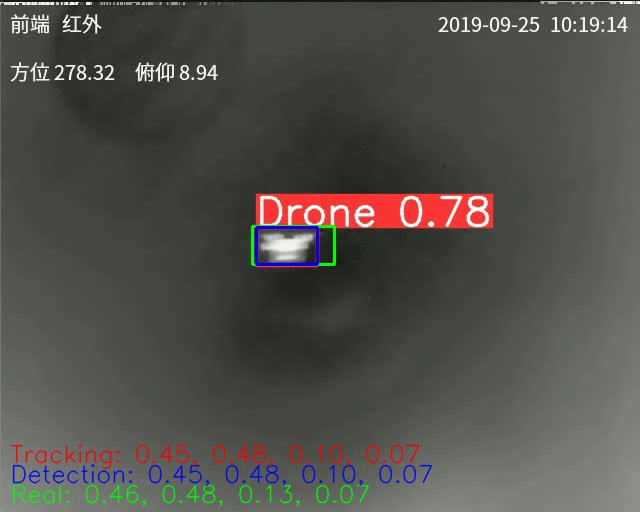 前端 红外 2019-09-25 10:19:14
方位 278.32 俯仰 8.94
Drone 0.78
Tracking: 0.45, 0.48, 0.10, 0.07
Detection: 0.45, 0.48, 0.10, 0.07
Real: 0.46, 0.48, 0.13, 0.07